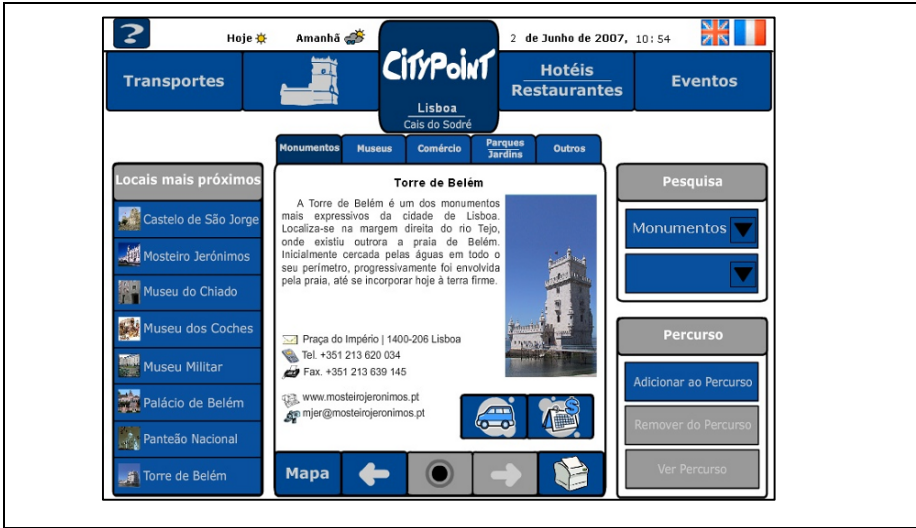 ?
Hoje
Amanhã
2 de Junho de 2007, 10:54
Transportes
CityPoint
Lisboa
Cais do Sodré
Hotéis
Restaurantes
Eventos
Monumentos
Museus
Comércio
Parques
Jardins
Outros
Locais mais próximos
Castelo de São Jorge
Mosteiro Jerónimos
Museu do Chiado
Museu dos Coches
Museu Militar
Palácio de Belém
Panteão Nacional
Torre de Belém
Torre de Belém
A Torre de Belém é um dos monumentos
mais expressivos da cidade de Lisboa.
Localiza-se na margem direita do rio Tejo,
onde existiu outrora a praia de Belém.
Inicialmente cercada pelas águas em todo o
seu perímetro, progressivamente foi envolvida
pela praia, até se incorporar hoje à terra firme.
Praça do Império | 1400-206 Lisboa
Tel. +351 213 620 034
Fax. +351 213 639 145
www.mosteirojeronimos.pt
mjer@mosteirojeronimos.pt
Mapa
Pesquisa
Monumentos
Percurso
Adicionar ao Percurso
Remover do Percurso
Ver Percurso